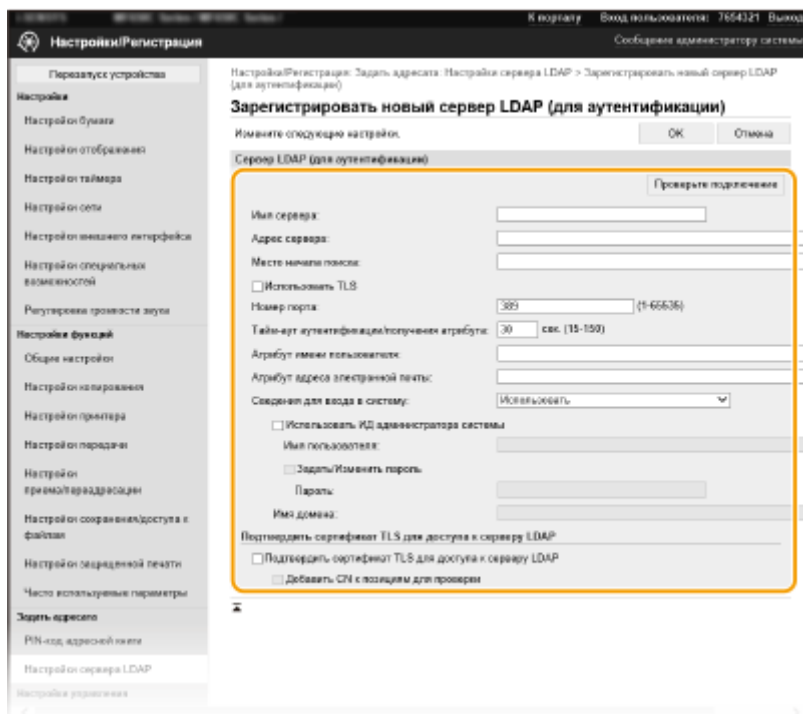 К порталу Вход пользователя: 7654321 Выход
Настройки/Регистрация
Сообщение администратору системы
Перезапуск устройства
Настройки
Настройки бумаги
Настройки отображения
Настройки таймера
Настройки сети
Настройки внешнего интерфейса
Настройки специальных
возможностей
Регулировка громкости звука
Настройки функций
Общие настройки
Настройки копирования
Настройки принтера
Настройки передачи
Настройки
приема/переадресации
Настройки сохранения/доступа к
файлам
Настройки защищенной печати
Часто используемые параметры
Задать адресата
PIN-код адресной книги
Настройки сервера LDAP
Настройки управления
Настройки/Регистрация: Задать адресата: Настройки сервера LDAP > Зарегистрировать новый сервер LDAP
(для аутентификации)
Зарегистрировать новый сервер LDAP (для аутентификации)
Измените следующие настройки.
OK
Отмена
Сервер LDAP (для аутентификации)
Проверьте подключение
Имя сервера:
Адрес сервера:
Место начала поиска:
Использовать TLS
Номер порта: 389 (1-65535)
Тайм-аут аутентификации/получения атрибута: 30 сек. (15-150)
Атрибут имени пользователя:
Атрибут адреса электронной почты:
Сведения для входа в систему: Использовать
Использовать ИД администратора системы
Имя пользователя:
Задать/Изменить пароль
Пароль:
Имя домена:
Подтвердить сертификат TLS для доступа к серверу LDAP
Подтвердить сертификат TLS для доступа к серверу LDAP
Добавить CN к позициям для проверки